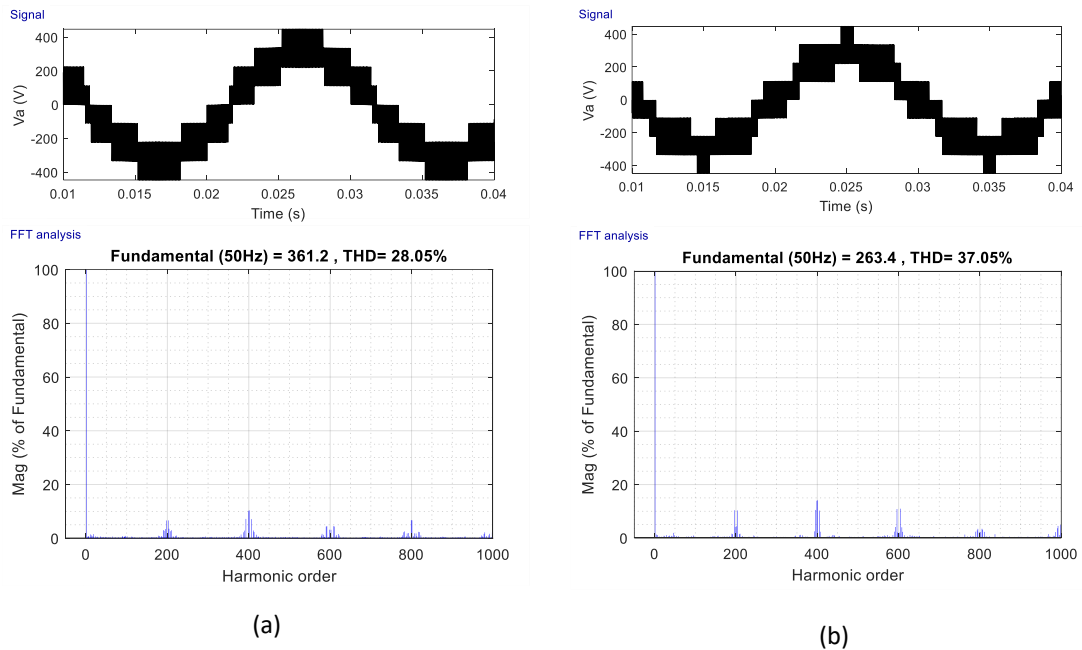 Signal
400
200
0
-200
-400
Va (V)
0.01 0.015 0.02 0.025 0.03 0.035 0.04
Time (s)
FFT analysis
Fundamental (50Hz) = 361.2 , THD= 28.05%
100
80
60
40
20
0
Mag (% of Fundamental)
0 200 400 600 800 1000
Harmonic order
(a)
Signal
400
200
0
-200
-400
Va (V)
0.01 0.015 0.02 0.025 0.03 0.035 0.04
Time (s)
FFT analysis
Fundamental (50Hz) = 263.4 , THD= 37.05%
100
80
60
40
20
0
Mag (% of Fundamental)
0 200 400 600 800 1000
Harmonic order
(b)